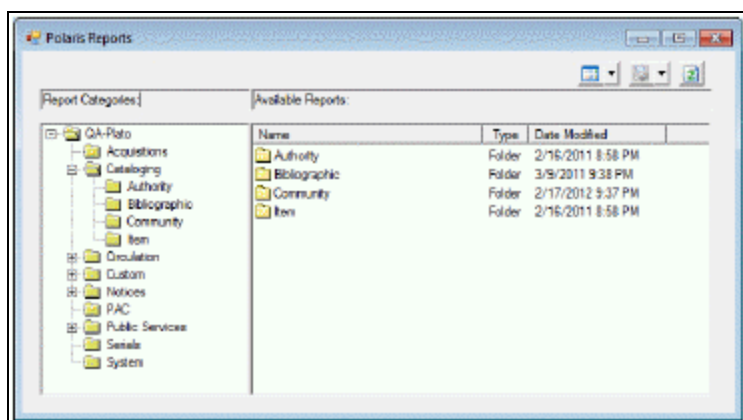 Polaris Reports
Report Categories:
Available Reports:
QA-Plato
Acquisitions
Cataloging
Authority
Bibliographic
Community
Item
Circulation
Custom
Notices
PAC
Public Services
Serials
System
Name Type Date Modified
Authority Folder 2/16/2011 8:58 PM
Bibliographic Folder 3/9/2011 9:38 PM
Community Folder 2/17/2012 9:37 PM
Item Folder 2/16/2011 8:58 PM